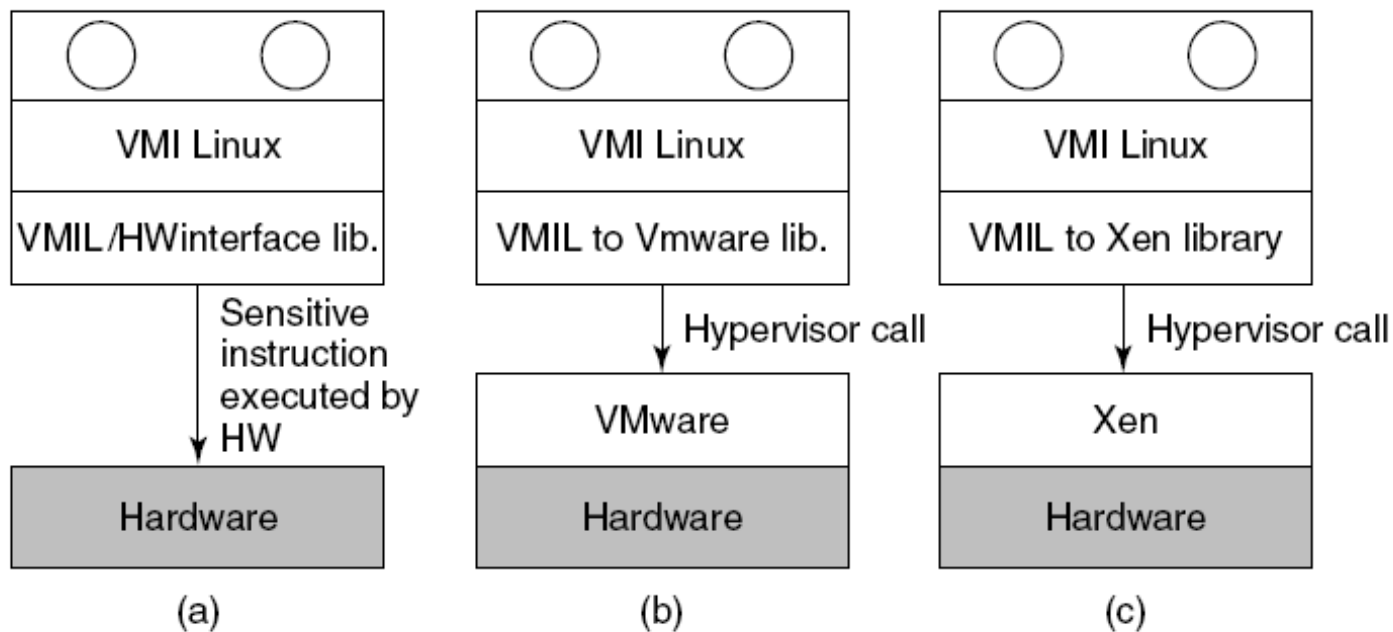 VMI Linux
VMIL/HWinterface lib.
Sensitive
instruction
executed by
HW
Hardware
(a)
VMI Linux
VMIL to Vmware lib.
Hypervisor call
VMware
Hardware
(b)
VMI Linux
VMIL to Xen library
Hypervisor call
Xen
Hardware
(c)